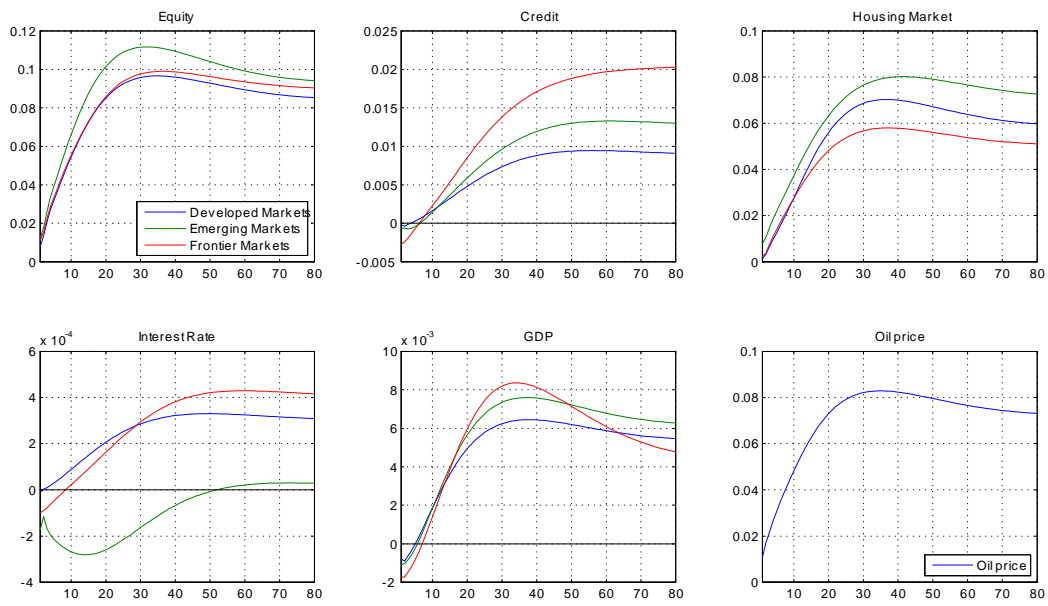 Equity
0.12
0.1
0.08
0.06
0.04
0.02
0
10 20 30 40 50 60 70 80
Developed Markets
Emerging Markets
Frontier Markets
Credit
0.025
0.02
0.015
0.01
0.005
0
-0.005
10 20 30 40 50 60 70 80
Housing Market
0.1
0.08
0.06
0.04
0.02
0
10 20 30 40 50 60 70 80
x 10⁻⁴
Interest Rate
6
4
2
0
-2
-4
10 20 30 40 50 60 70 80
x 10⁻³
GDP
10
8
6
4
2
0
-2
10 20 30 40 50 60 70 80
Oil price
0.1
0.08
0.06
0.04
0.02
0
10 20 30 40 50 60 70 80
Oil price